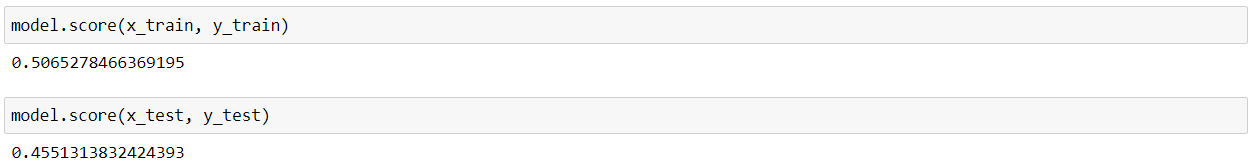 model.score(x_train, y_train)
0.5065278466369195
model.score(x_test, y_test)
0.4551313832424393